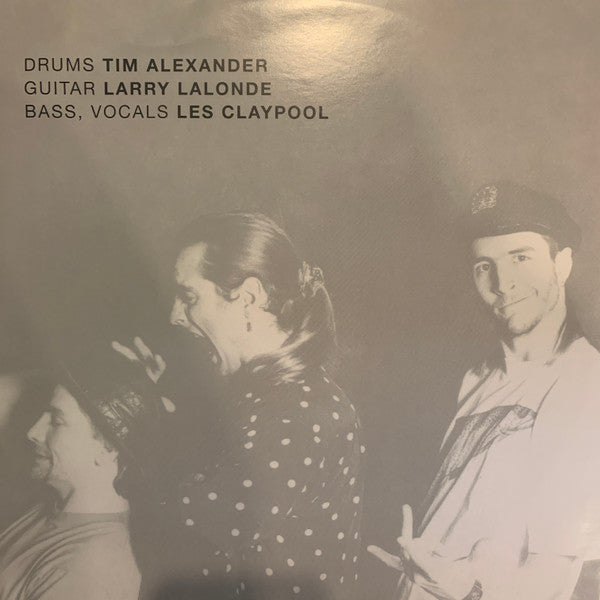 DRUMS TIM ALEXANDER
GUITAR LARRY LALONDE
BASS, VOCALS LES CLAYPOOL